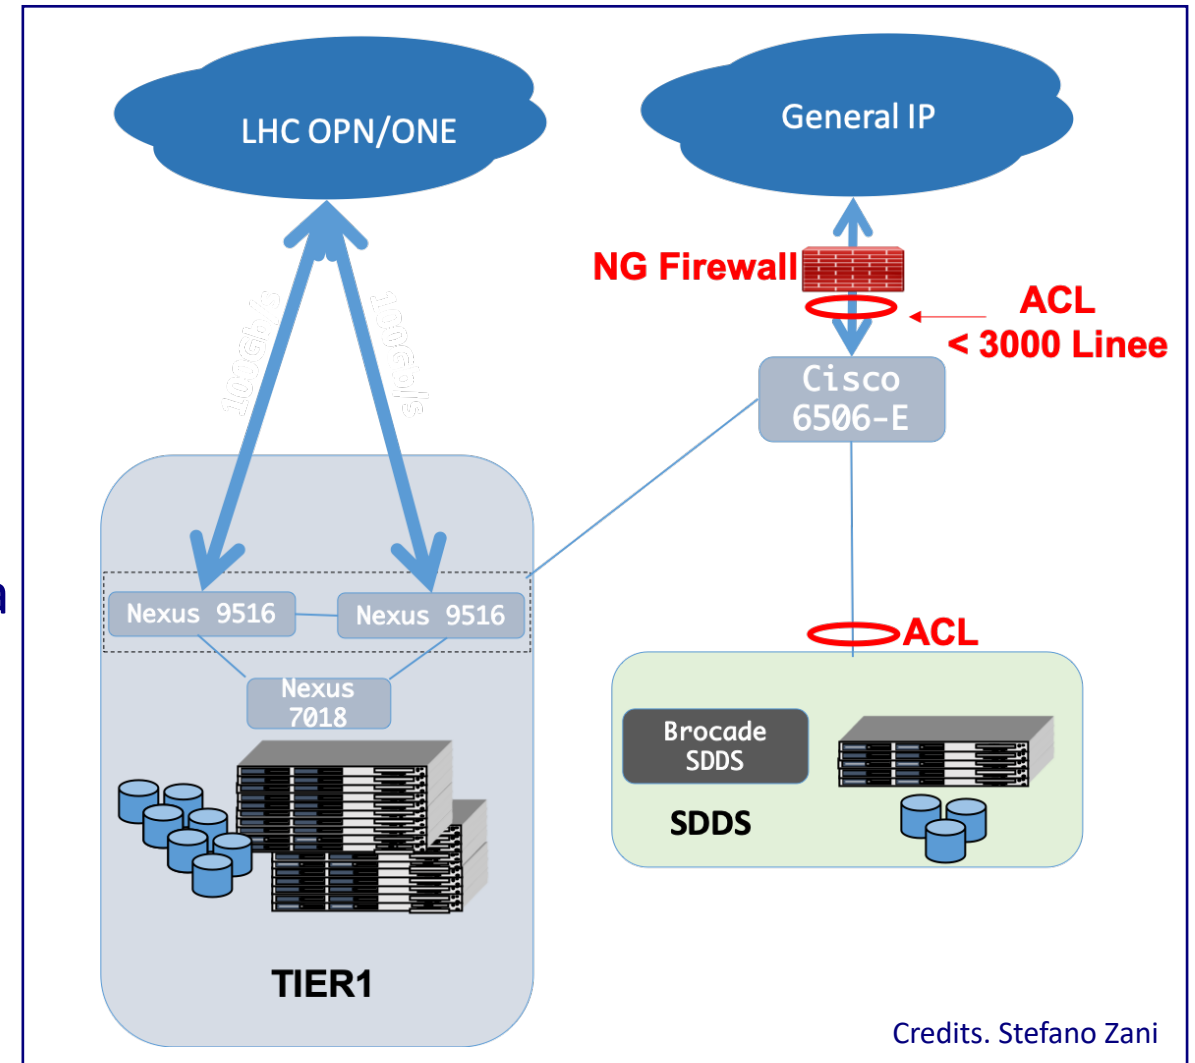 LHC OPN/ONE
General IP
NG Firewall
ACL
< 3000 Linee
100Gb/s
100Gb/s
Cisco
6506-E
Nexus 9516
Nexus 9516
Nexus
7018
ACL
Brocade
SDDS
SDDS
TIER1
a
Credits. Stefano Zani